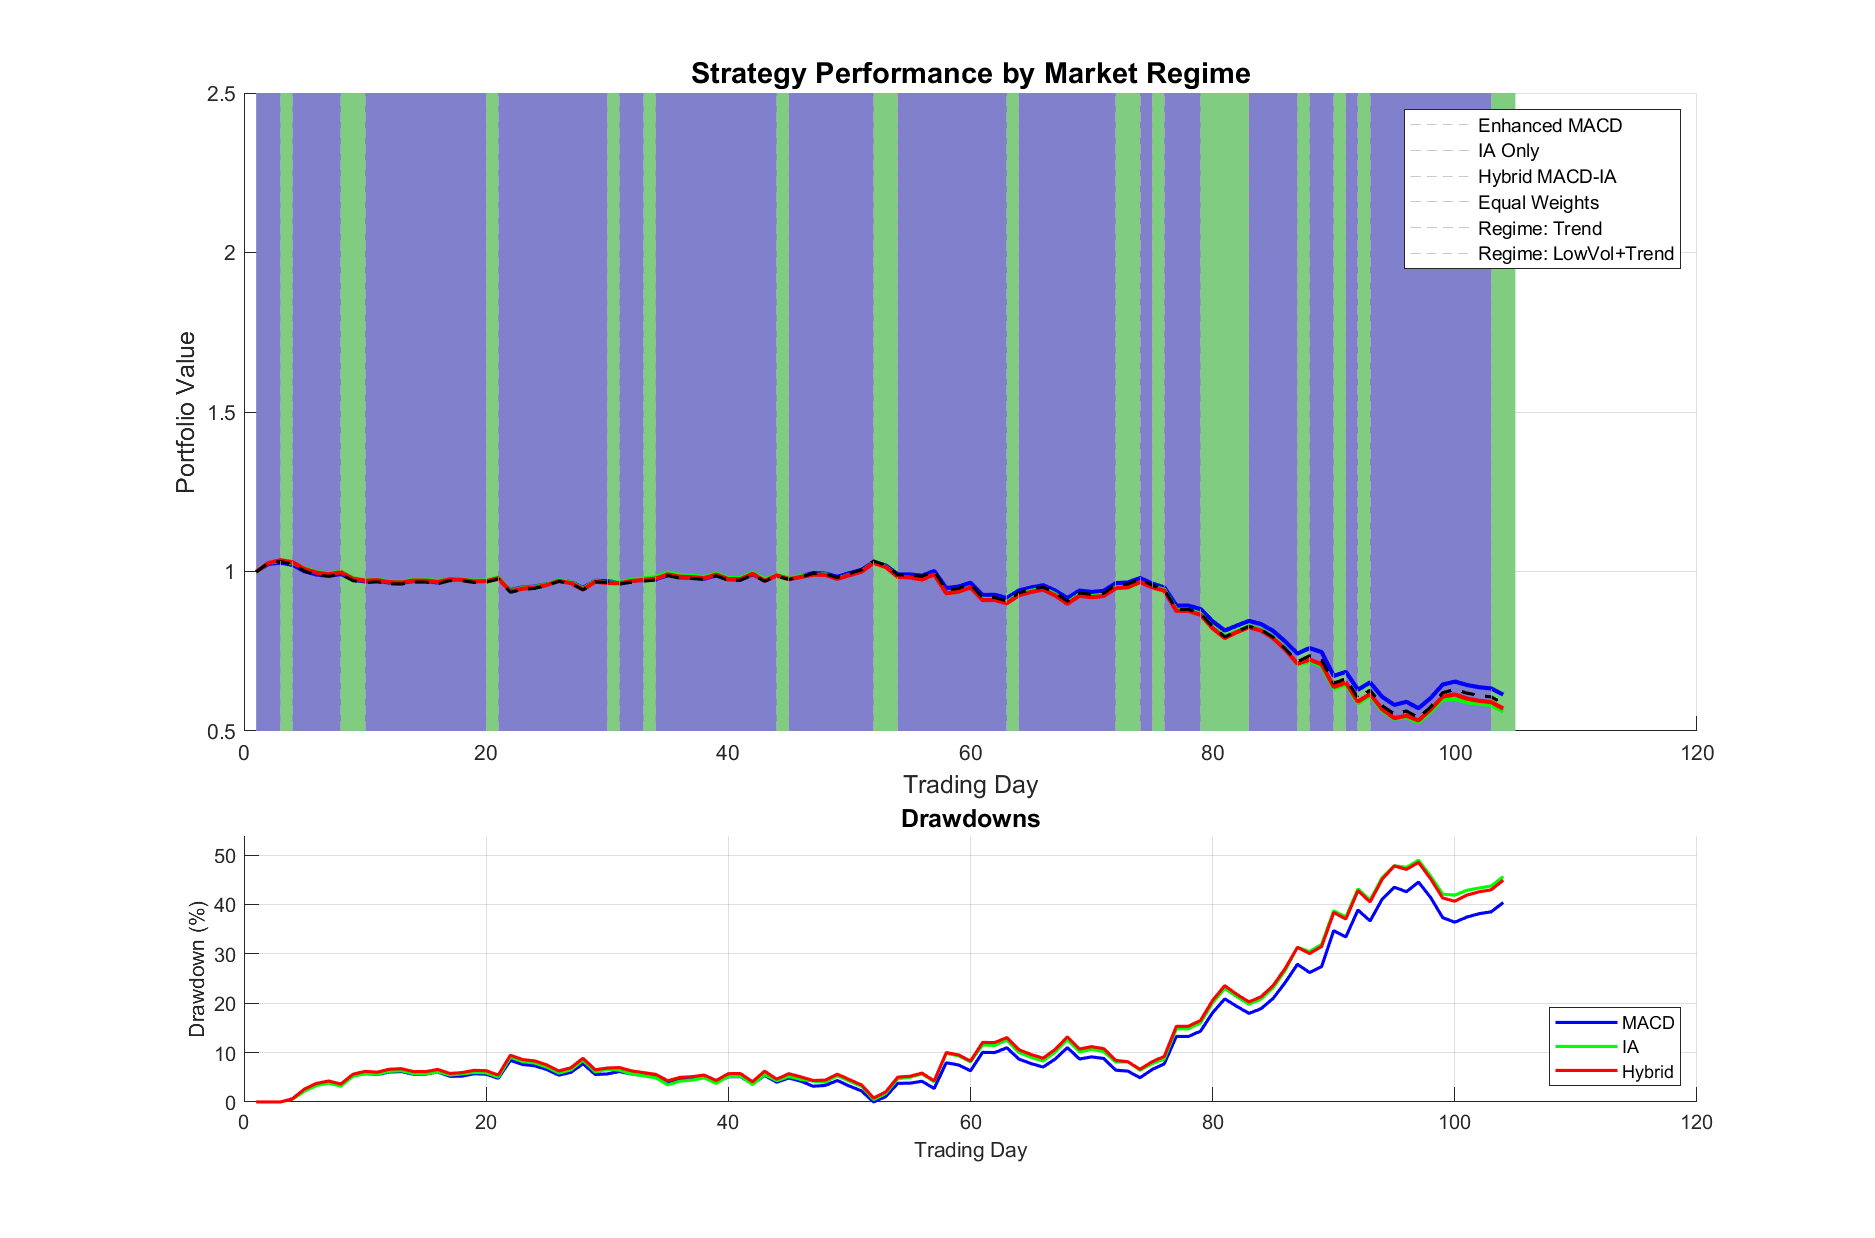 Strategy Performance by Market Regime
2.5
2
1.5
1
0.5
Portfolio Value
Enhanced MACD
IA Only
Hybrid MACD-IA
Equal Weights
Regime: Trend
Regime: LowVol+Trend
0 20 40 60 80 100 120
Trading Day
Drawdowns
50
40
30
20
10
0
Drawdown (%)
MACD
IA
Hybrid
0 20 40 60 80 100 120
Trading Day